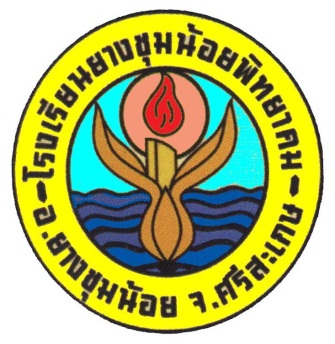 โรงเรียนยางชุมน้อยพิทยาคม
อ.ยางชุมน้อย จ.ศรีสะเกษ